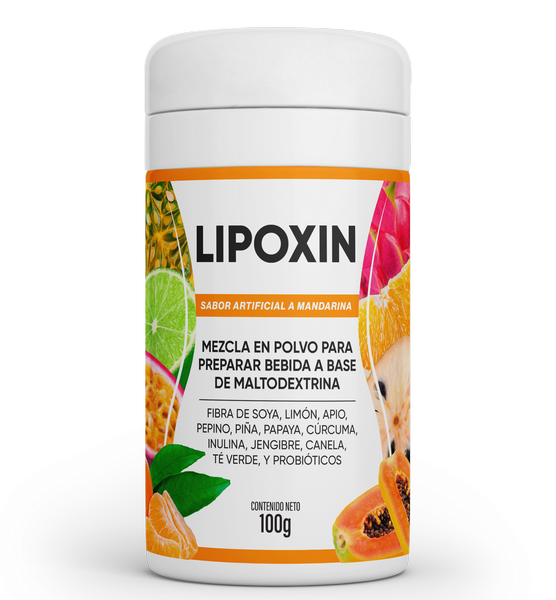 LIPOXIN
SABOR ARTIFICIAL A MANDARINA
MEZCLA EN POLVO PARA
PREPARAR BEBIDA A BASE
DE MALTODEXTRINA
FIBRA DE SOYA, LIMÓN, APIO,
PEPINO, PIÑA, PAPAYA, CÚRCUMA,
INULINA, JENGIBRE, CANELA,
TÉ VERDE, Y PROBIÓTICOS
CONTENIDO NETO
100g